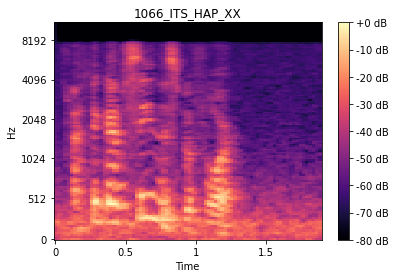 1066_ITS_HAP_XX
8192
4096
2048
1024
512
0
Hz
0
0.5
1
1.5
Time
+0 dB
-10 dB
-20 dB
-30 dB
-40 dB
-50 dB
-60 dB
-70 dB
-80 dB